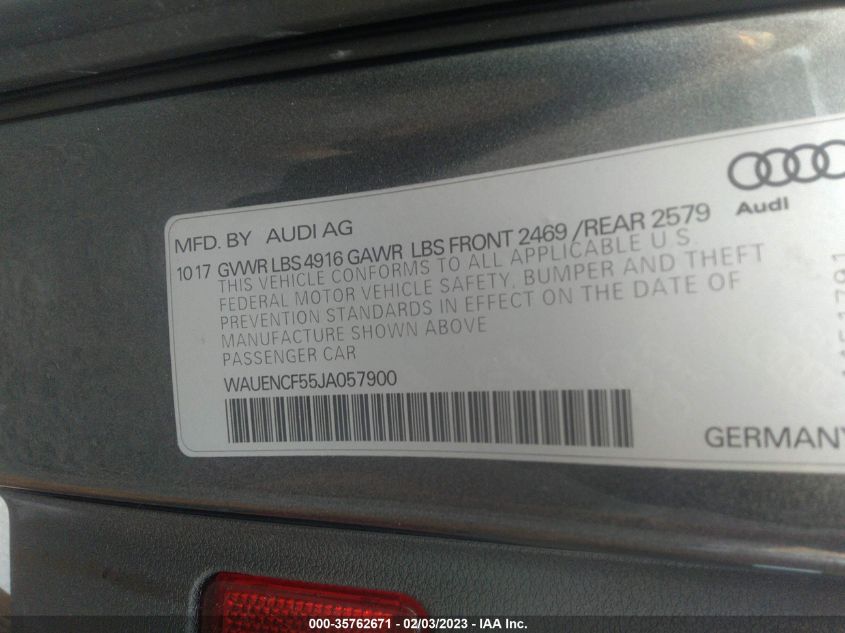 Audi
MFD. BY AUDI AG
10 17 GVWR LBS 4916 GAWR LBS FRONT 2469 /REAR 2579
THIS VEHICLE CONFORMS TO ALL APPLICABLE U S
FEDERAL MOTOR VEHICLE SAFETY, BUMPER AND THEFT
PREVENTION STANDARDS IN EFFECT ON THE DATE OF
MANUFACTURE SHOWN ABOVE
PASSENGER CAR
WAUENCF55JA057900
GERMANY
000-35762671 - 02/03/2023 - IAA Inc.